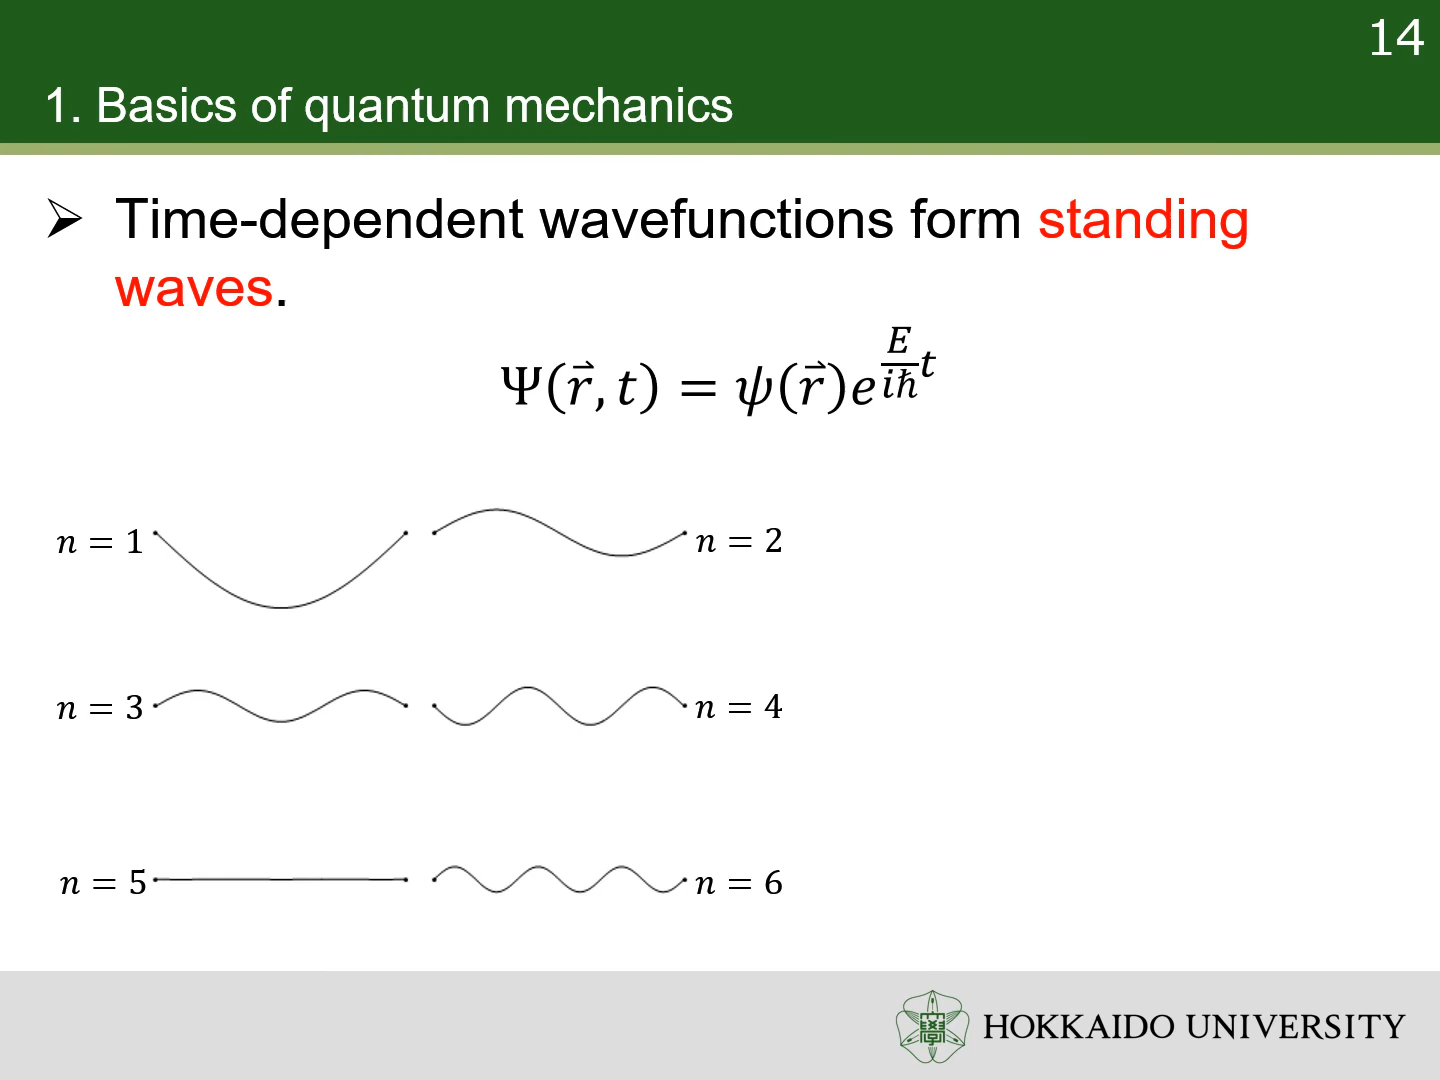 14
1. Basics of quantum mechanics
➢ Time-dependent wavefunctions form standing
waves.
Ψ(r⃗, t) = ψ(r⃗)e^{\frac{E}{iħ}t}
n = 1
n = 2
n = 3
n = 4
n = 5
n = 6
HOKKAIDO UNIVERSITY